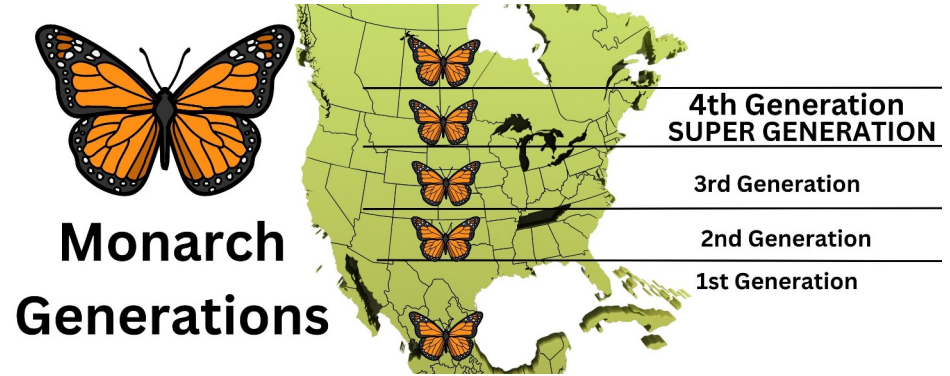 Monarch
Generations
4th Generation
SUPER GENERATION
3rd Generation
2nd Generation
1st Generation